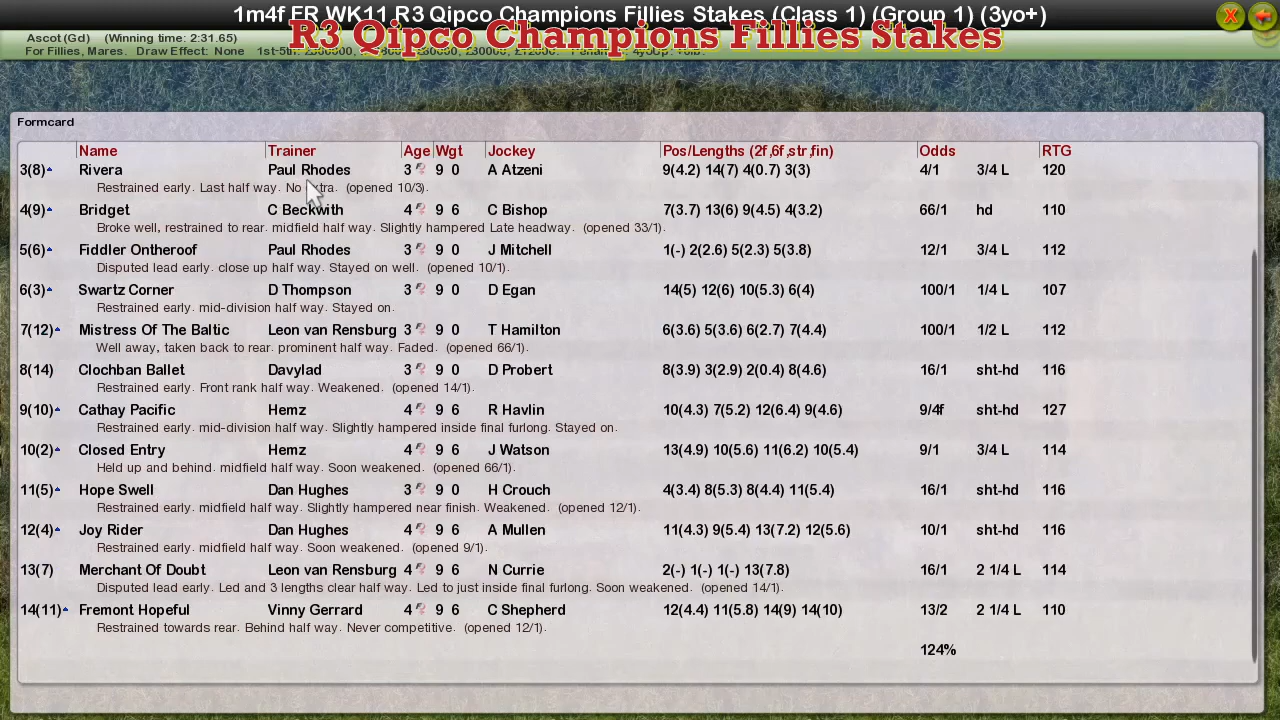 1m4f FR WK11 R3 Qipco Champions Fillies Stakes (Class 1) (Group 1) (3yo+)
R3 Qipco Champions Fillies Stakes
Ascot(Gd) (Winning time: 2:31.65)
For Fillies, Mares. Draw Effect: None 1st-5th:
Formcard
Name Trainer Age Wgt Jockey Pos/Lengths (2f,6f,str,fin) Odds RTG
3(8) Rivera Paul Rhodes 3 9 0 A Atzeni 9(4.2) 14(7) 4(0.7) 3(3) 4/1 3/4 L 120
Restrained early. Last half way. No extra. (opened 10/3).
4(9) Bridget C Beckwith 4 9 6 C Bishop 7(3.7) 13(6) 9(4.5) 4(3.2) 66/1 hd 110
Broke well, restrained to rear. midfield half way. Slightly hampered Late headway. (opened 33/1).
5(6) Fiddler Ontheroof Paul Rhodes 3 9 0 J Mitchell 1(-) 2(2.6) 5(2.3) 5(3.8) 12/1 3/4 L 112
Disputed lead early. close up half way. Stayed on well. (opened 10/1).
6(3) Swartz Corner D Thompson 3 9 0 D Egan 14(5) 12(6) 10(5.3) 6(4) 100/1 1/4 L 107
Restrained early. mid-division half way. Stayed on.
7(12) Mistress Of The Baltic Leon van Rensburg 3 9 0 T Hamilton 6(3.6) 5(3.6) 6(2.7) 7(4.4) 100/1 1/2 L 112
Well away, taken back to rear. prominent half way. Faded. (opened 66/1).
8(14) Clochban Ballet Davylad 3 9 0 D Probert 8(3.9) 3(2.9) 2(0.4) 8(4.6) 16/1 sht-hd 116
Restrained early. Front rank half way. Weakened. (opened 14/1).
9(10) Cathay Pacific Hemz 4 9 6 R Havlin 10(4.3) 7(5.2) 12(6.4) 9(4.6) 9/4f sht-hd 127
Restrained early. mid-division half way. Slightly hampered inside final furlong. Stayed on.
10(2) Closed Entry Hemz 4 9 6 J Watson 13(4.9) 10(5.6) 11(6.2) 10(5.4) 9/1 3/4 L 114
Held up and behind. midfield half way. Soon weakened. (opened 66/1).
11(5) Hope Swell Dan Hughes 3 9 0 H Crouch 4(3.4) 8(5.3) 8(4.4) 11(5.4) 16/1 sht-hd 116
Restrained early. midfield half way. Slightly hampered near finish. Weakened. (opened 12/1).
12(4) Joy Rider Dan Hughes 4 9 6 A Mullen 11(4.3) 9(5.4) 13(7.2) 12(5.6) 10/1 sht-hd 116
Restrained early. midfield half way. Soon weakened. (opened 9/1).
13(7) Merchant Of Doubt Leon van Rensburg 4 9 6 N Currie 2(-) 1(-) 1(-) 13(7.8) 16/1 2 1/4 L 114
Disputed lead early. Led and 3 lengths clear half way. Led to just inside final furlong. Soon weakened. (opened 14/1).
14(11) Fremont Hopeful Vinny Gerrard 4 9 6 C Shepherd 12(4.4) 11(5.8) 14(9) 14(10) 13/2 2 1/4 L 110
Restrained towards rear. Behind half way. Never competitive. (opened 12/1).
124%